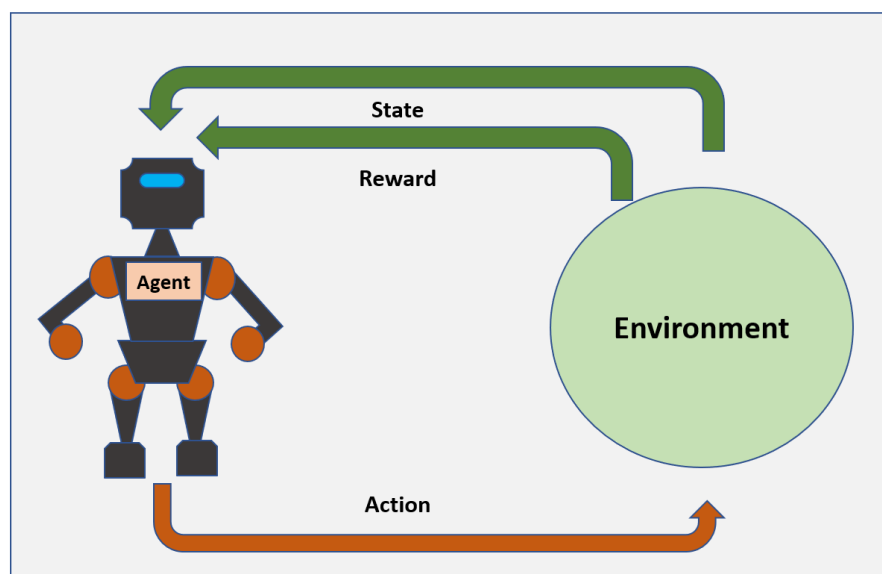 State
Reward
Agent
Environment
Action